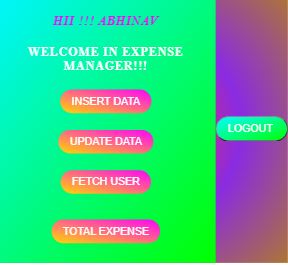 HII !!! ABHINAV
WELCOME IN EXPENSE
MANAGER!!!
INSERT DATA
LOGOUT
UPDATE DATA
FETCH USER
TOTAL EXPENSE